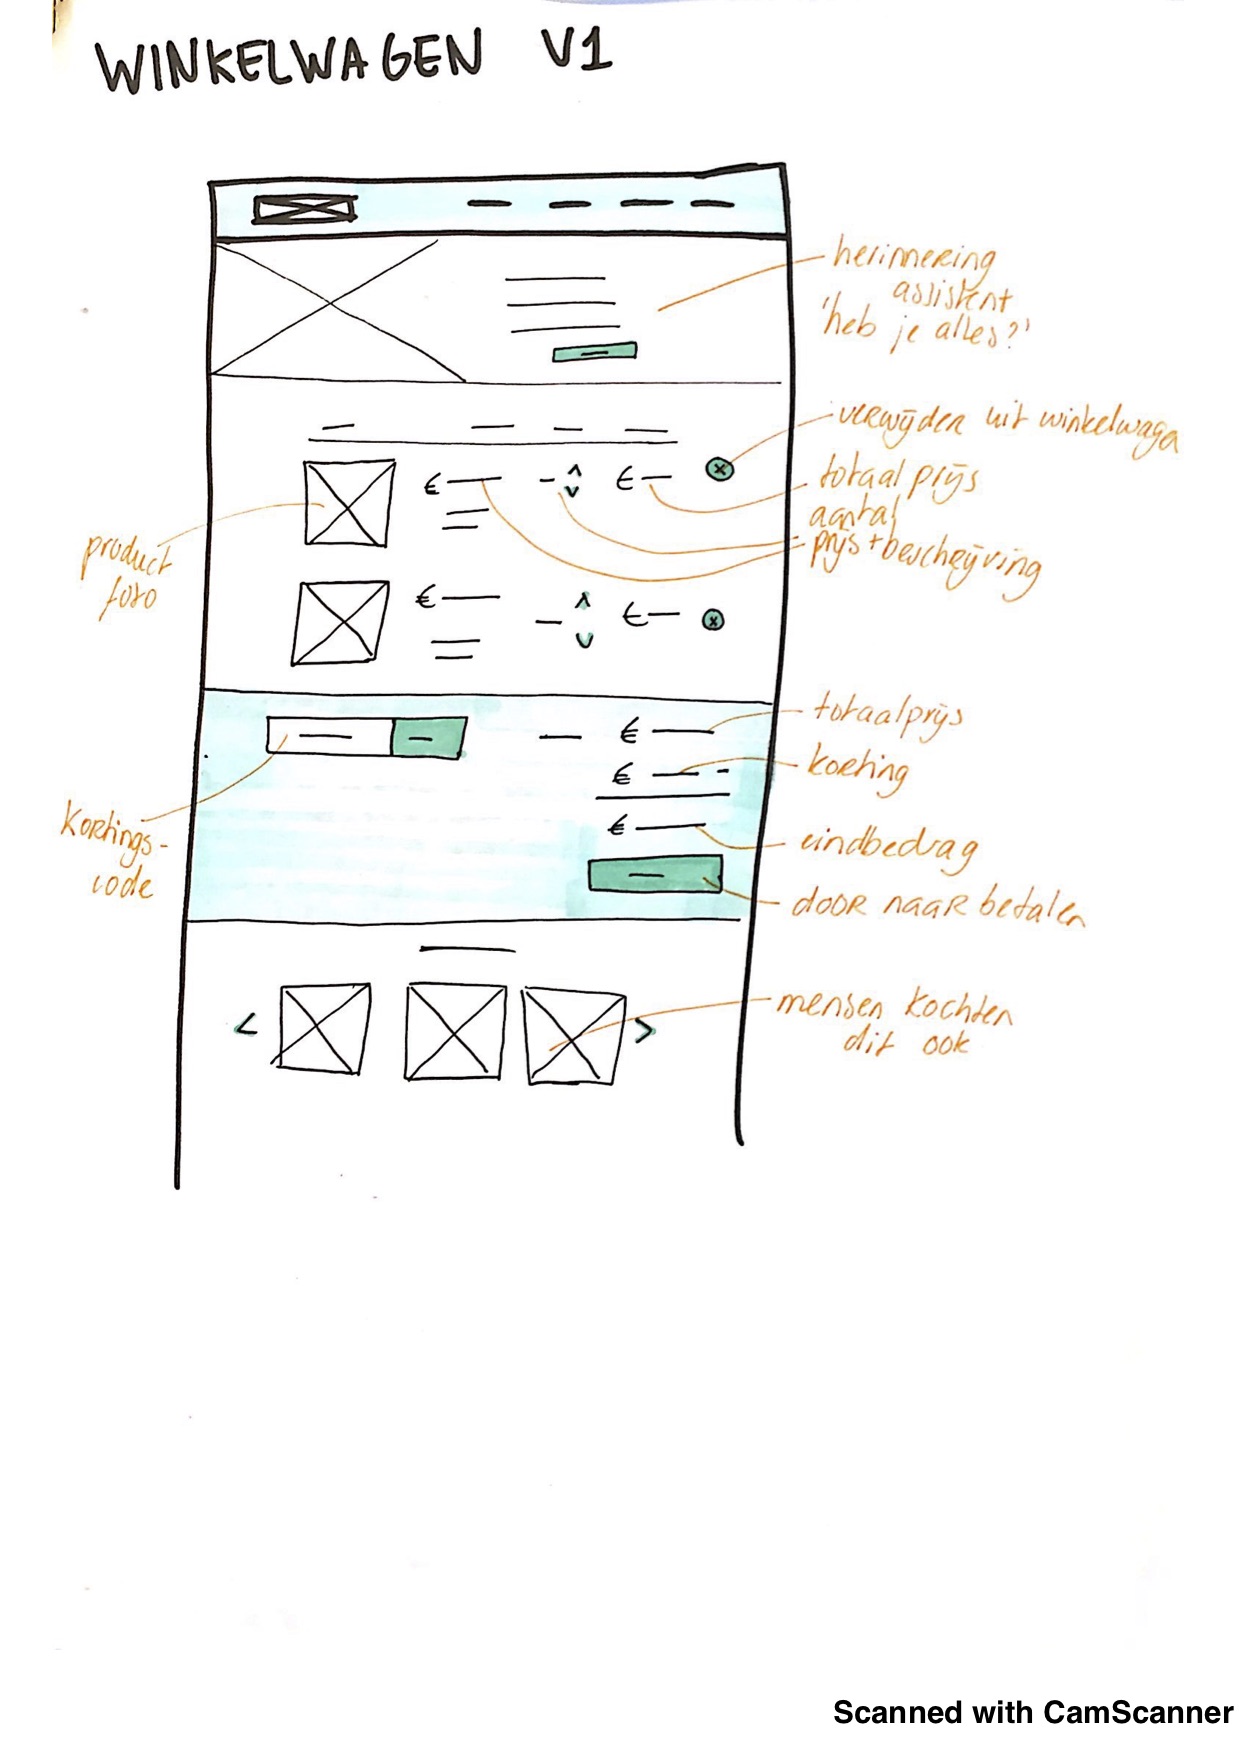 WINKELWAGEN V1
herinnering
assistent
'heb je alles?'
verwijderen uit winkelwagen
totaal prijs
aantal
prijs + beschrijving
product
foto
€
€
€
€
totaalprijs
€
korting
€
Kortings-
code
eindbedrag
€
door naar betalen
mensen kochten
dit ook
< >
Scanned with CamScanner